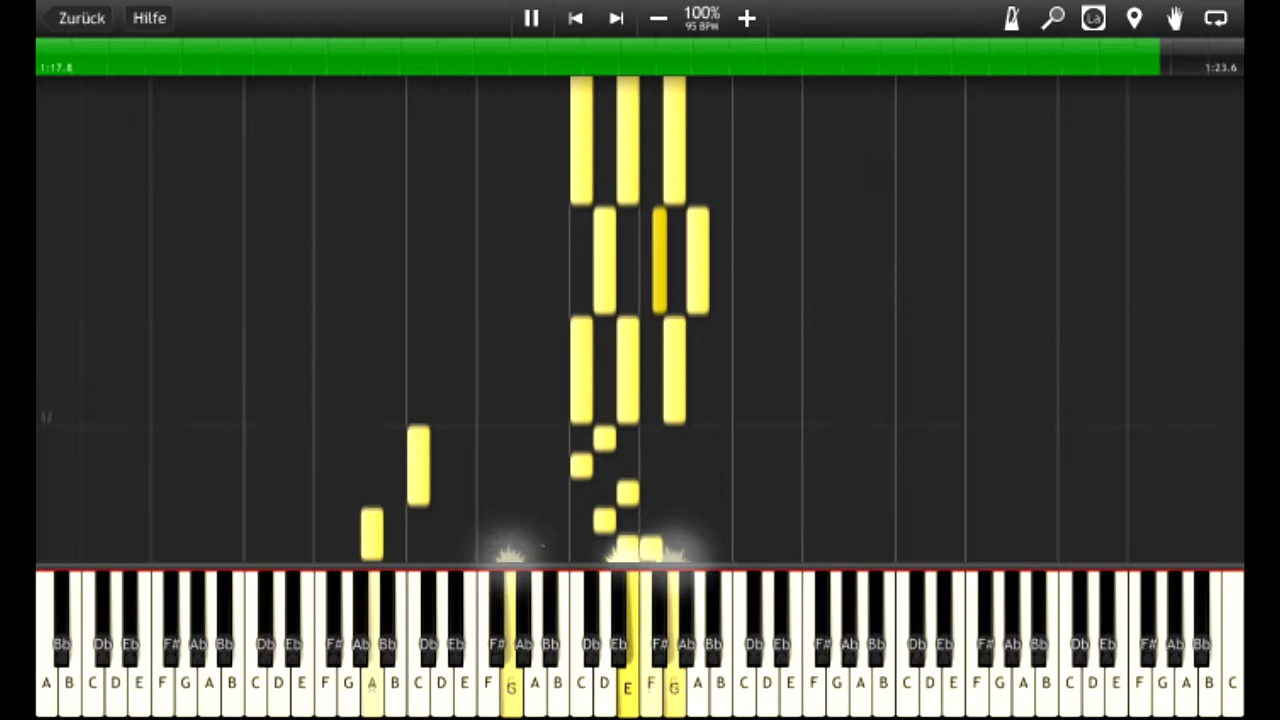 Zurück Hilfe 100% La
95 BPM
1:17.8 1:23.6
Bb Db Eb F# Ab Bb Db Eb F# Ab Bb Db Eb F# Ab Bb Db Eb F# Ab Bb Db Eb F# Ab Bb Db Eb F# Ab Bb Db Eb F# Ab Bb
A B C D E F G A B C D E F G A B C D E F G A B C D E F G A B C D E F G A B C D E F G A B C D E F G A B C